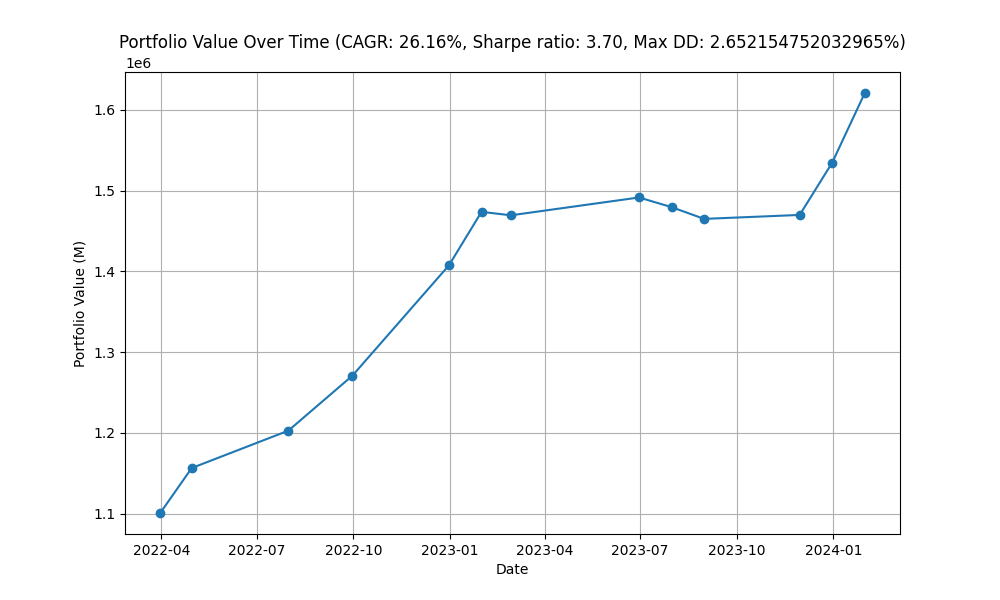 Portfolio Value Over Time (CAGR: 26.16%, Sharpe ratio: 3.70, Max DD: 2.652154752032965%)
1e6
1.6
1.5
1.4
1.3
1.2
1.1
Portfolio Value (M)
2022-04 2022-07 2022-10 2023-01 2023-04 2023-07 2023-10 2024-01
Date